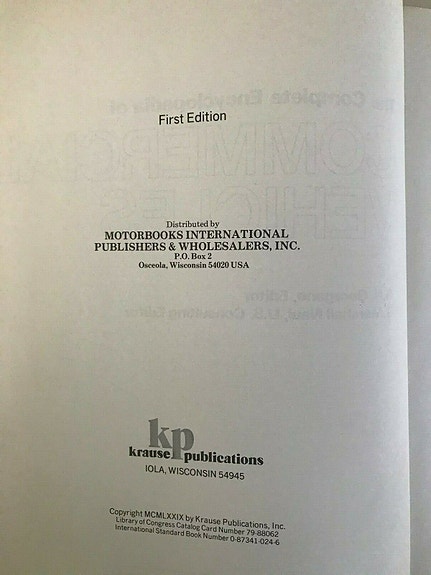 First Edition
Distributed by
MOTORBOOKS INTERNATIONAL
PUBLISHERS & WHOLESALERS, INC.
P.O. Box 2
Osceola, Wisconsin 54020 USA
kp
krause publications
IOLA, WISCONSIN 54945
Copyright MCMLXXIX by Krause Publications, Inc.
Library of Congress Catalog Card Number 79-88062
International Standard Book Number 0-87341-024-6